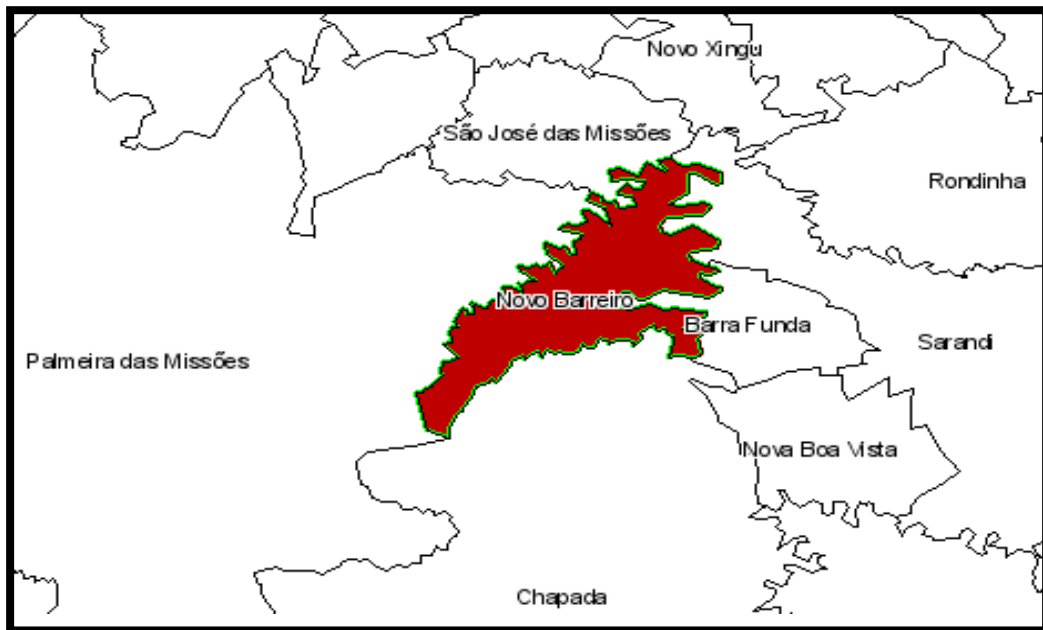 Novo Xingu
São José das Missões
Rondinha
Novo Barreiro
Barra Funda
Sarandi
Palmeira das Missões
Nova Boa Vista
Chapada